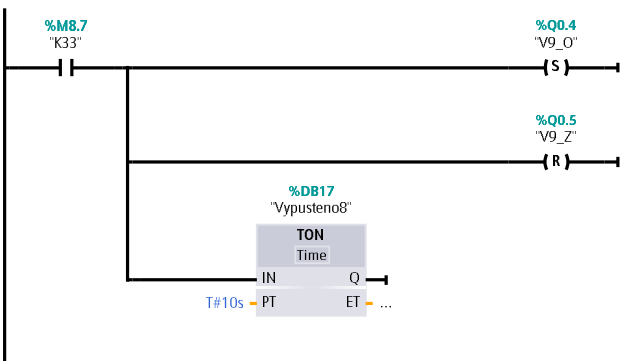 %M8.7
"K33"
%Q0.4
"V9_O"
S
%Q0.5
"V9_Z"
R
%DB17
"Vypusteno8"
TON
Time
IN Q
T#10s PT ET ...